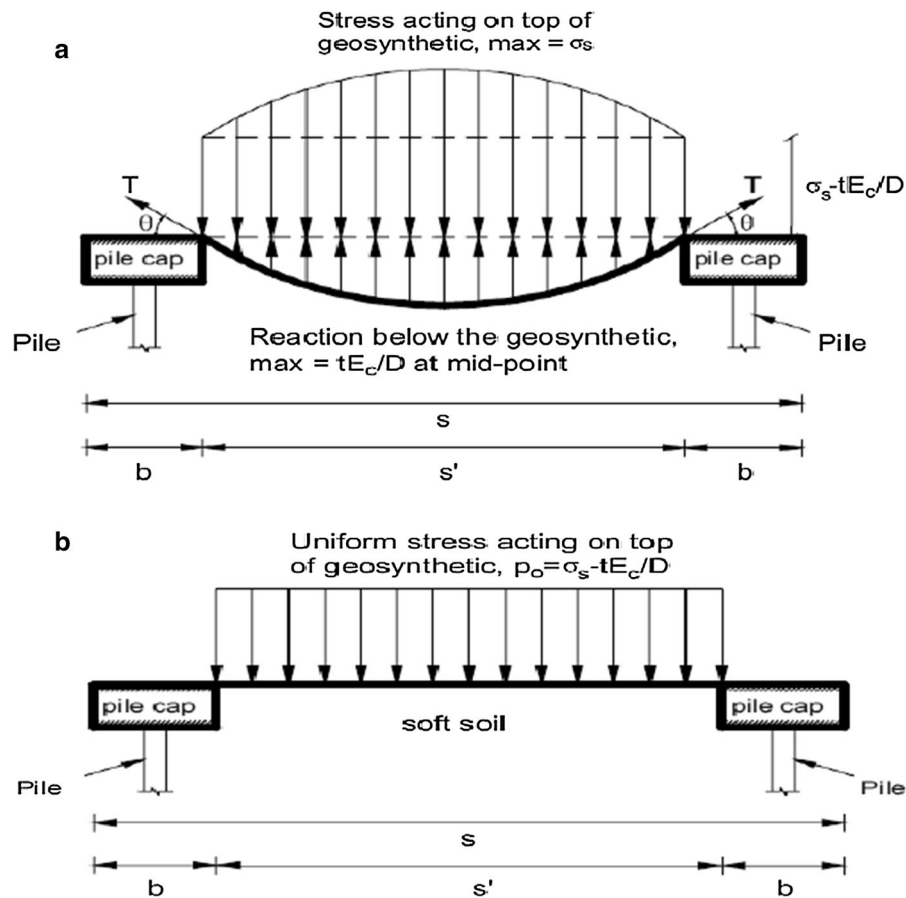 a
Stress acting on top of
geosynthetic, max = σs
T
θ
T
θ
σs-tEc/D
pile cap
pile cap
Pile
Pile
Reaction below the geosynthetic,
max = tEc/D at mid-point
s
b
s'
b
b
Uniform stress acting on top
of geosynthetic, po=σs-tEc/D
pile cap
pile cap
soft soil
Pile
Pile
s
b
s'
b